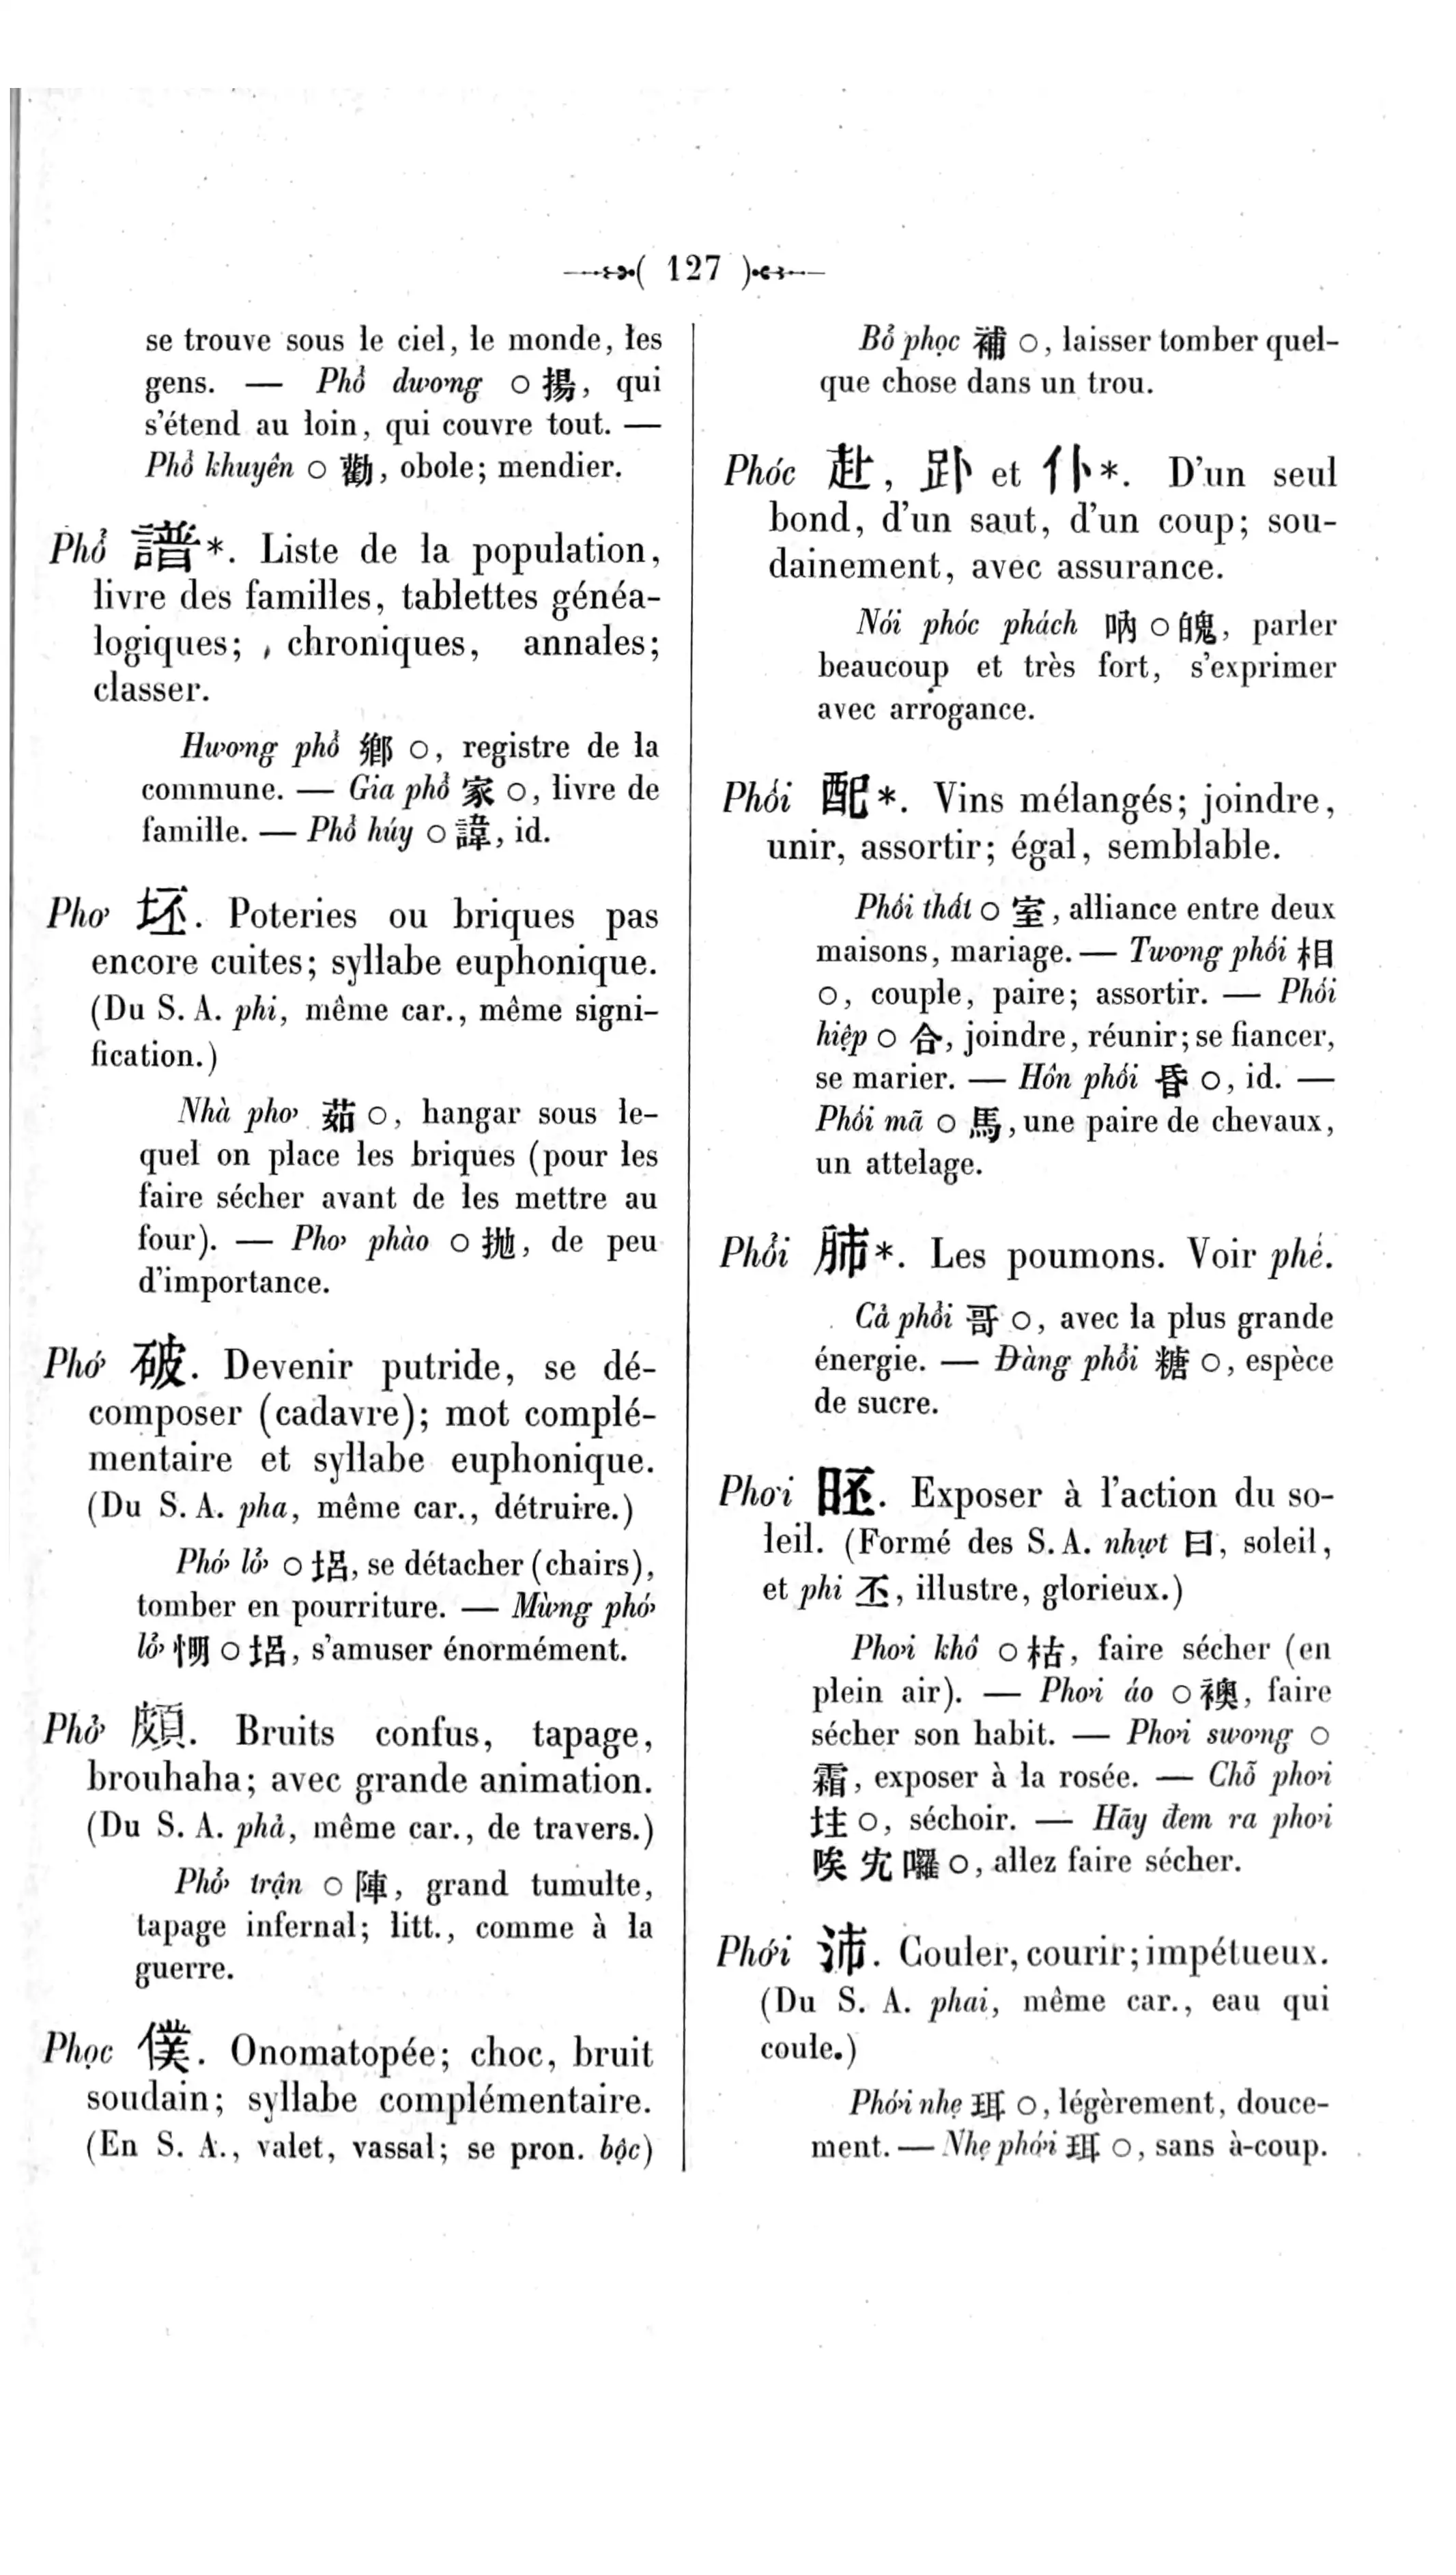 ( 127 )
se trouve sous le ciel, le monde, les
gens. — Phổ dương ○ 揚, qui
s'étend au loin, qui couvre tout. —
Phổ khuyên ○ 勸, obole; mendier.
Phổ 譜*. Liste de la population,
livre des familles, tablettes généa-
logiques; chroniques, annales;
classer.
Hương phổ 鄉 ○, registre de la
commune. — Gia phổ 家 ○, livre de
famille. — Phổ húy ○ 諱, id.
Phơ 坯. Poteries ou briques pas
encore cuites; syllabe euphonique.
(Du S. A. phi, même car., même signi-
fication.)
Nhà phơ 茹 ○, hangar sous le-
quel on place les briques (pour les
faire sécher avant de les mettre au
four). — Phơ phào ○ 抛, de peu
d'importance.
Phớ 破. Devenir putride, se dé-
composer (cadavre); mot complé-
mentaire et syllabe euphonique.
(Du S. A. pha, même car., détruire.)
Phớ lở ○ 㙧, se détacher (chairs),
tomber en pourriture. — Mừng phớ
lở 㦖 ○ 㙧, s'amuser énormément.
Phở 頗. Bruits confus, tapage,
brouhaha; avec grande animation.
(Du S. A. phả, même car., de travers.)
Phở trận ○ 陣, grand tumulte,
tapage infernal; litt., comme à la
guerre.
Phọc 僕. Onomatopée; choc, bruit
soudain; syllabe complémentaire.
(En S. A., valet, vassal; se pron. bộc)
Bỏ phọc 補 ○, laisser tomber quel-
que chose dans un trou.
Phóc 赴, 趴 et 仆*. D'un seul
bond, d'un saut, d'un coup; sou-
dainement, avec assurance.
Nói phóc phách 吶 ○ 魄, parler
beaucoup et très fort, s'exprimer
avec arrogance.
Phối 配*. Vins mélangés; joindre,
unir, assortir; égal, semblable.
Phối thất ○ 室, alliance entre deux
maisons, mariage. — Tương phối 相
○, couple, paire; assortir. — Phối
hiệp ○ 合, joindre, réunir; se fiancer,
se marier. — Hôn phối 昏 ○, id. —
Phối mã ○ 馬, une paire de chevaux,
un attelage.
Phổi 肺*. Les poumons. Voir phế.
Cả phổi 哥 ○, avec la plus grande
énergie. — Đàng phổi 糖 ○, espèce
de sucre.
Phơi 㫘. Exposer à l'action du so-
leil. (Formé des S. A. nhựt 日, soleil,
et phi 丕, illustre, glorieux.)
Phơi khô ○ 枯, faire sécher (en
plein air). — Phơi áo ○ 襖, faire
sécher son habit. — Phơi sương ○
霜, exposer à la rosée. — Chỗ phơi
㙇 ○, séchoir. — Hãy đem ra phơi
唉 囉 ○, allez faire sécher.
Phới 沛. Couler, courir; impétueux.
(Du S. A. phai, même car., eau qui
coule.)
Phới nhẹ 珥 ○, légèrement, douce-
ment. — Nhẹ phới 珥 ○, sans à-coup.